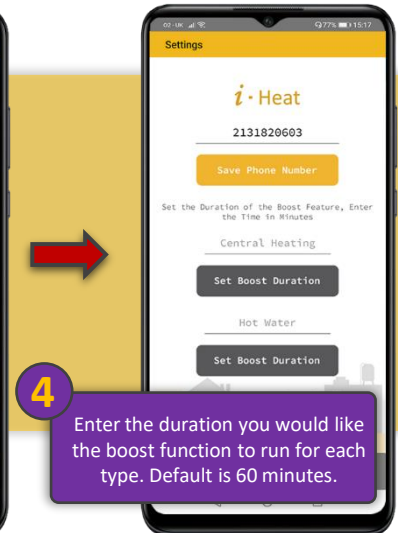 O2-UK 77% 15:17
Settings
i·Heat
2131820603
Save Phone Number
Set the Duration of the Boost Feature, Enter
the Time in Minutes
Central Heating
Set Boost Duration
Hot Water
Set Boost Duration
4
Enter the duration you would like
the boost function to run for each
type. Default is 60 minutes.